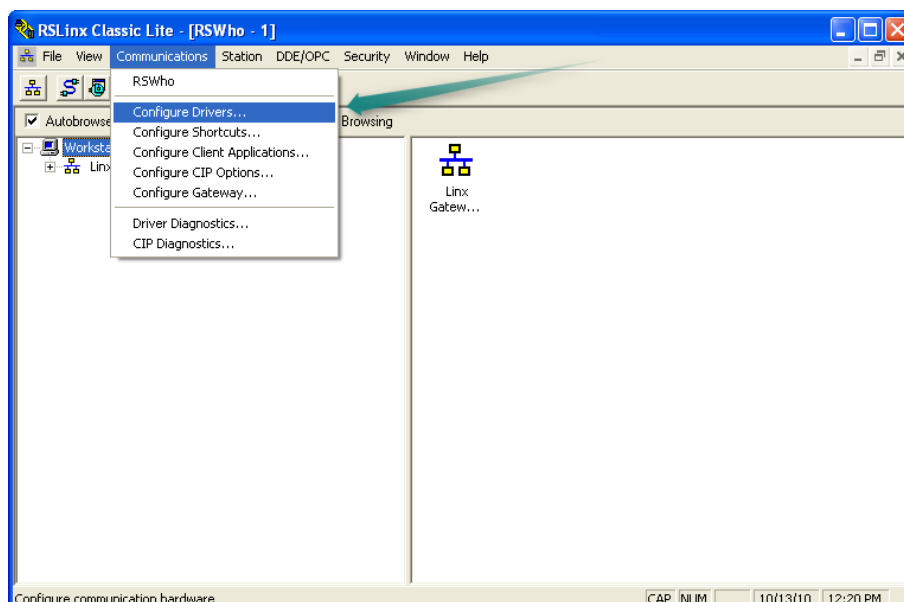 RSLinx Classic Lite - [RSWho - 1]
File View Communications Station DDE/OPC Security Window Help
RSWho
Configure Drivers...
Configure Shortcuts...
Configure Client Applications...
Configure CIP Options...
Configure Gateway...
Driver Diagnostics...
CIP Diagnostics...
Autobrowse
Browsing
Linx
Gatew...
Configure communication hardware
CAP NUM 10/13/10 12:20 PM